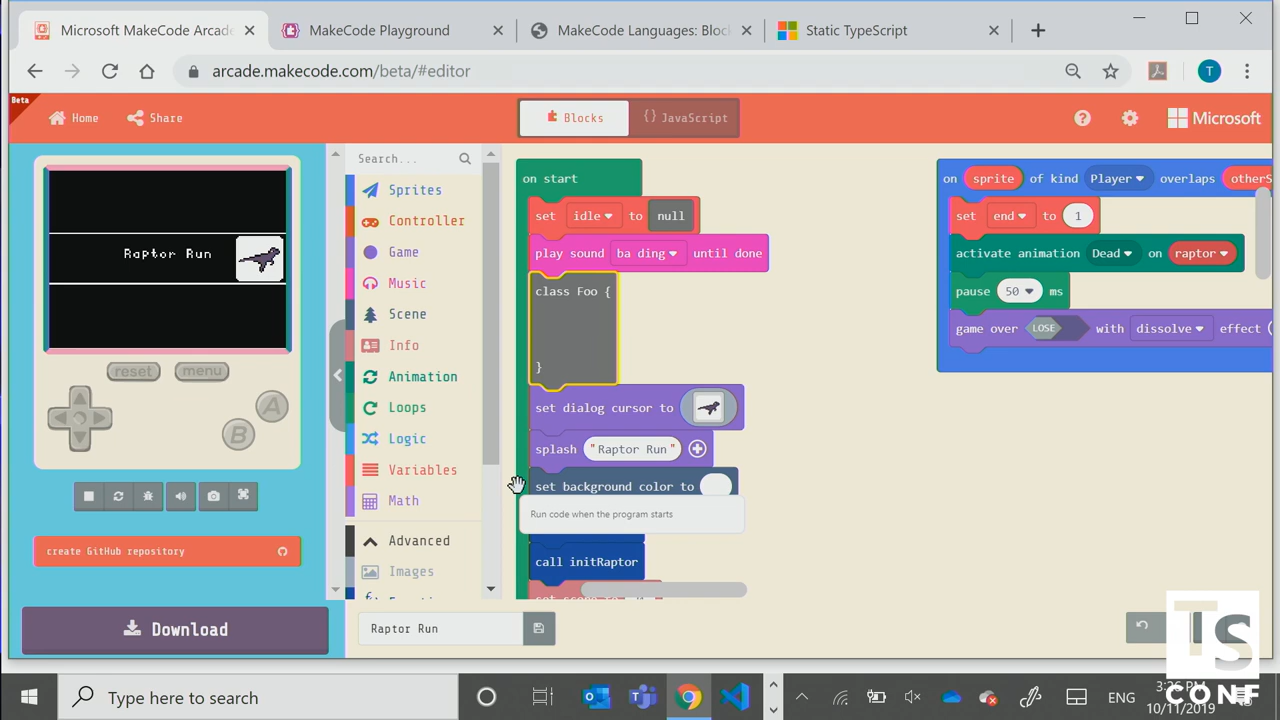 Microsoft MakeCode Arcade
MakeCode Playground
MakeCode Languages: Bloc
Static TypeScript
arcade.makecode.com/beta/#editor
T
Beta
Home
Share
Blocks
{} JavaScript
Microsoft
Search...
Sprites
Controller
Game
Music
Scene
Info
Animation
Loops
Logic
Variables
Math
Advanced
Images
Raptor Run
reset
menu
A
B
create GitHub repository
Download
Raptor Run
on start
set idle to null
play sound ba ding until done
class Foo {
}
set dialog cursor to
splash "Raptor Run"
set background color to
Run code when the program starts
call initRaptor
on sprite of kind Player overlaps otherS
set end to 1
activate animation Dead on raptor
pause 50 ms
game over LOSE with dissolve effect
Type here to search
ENG
10/11/2019
TS
CONF